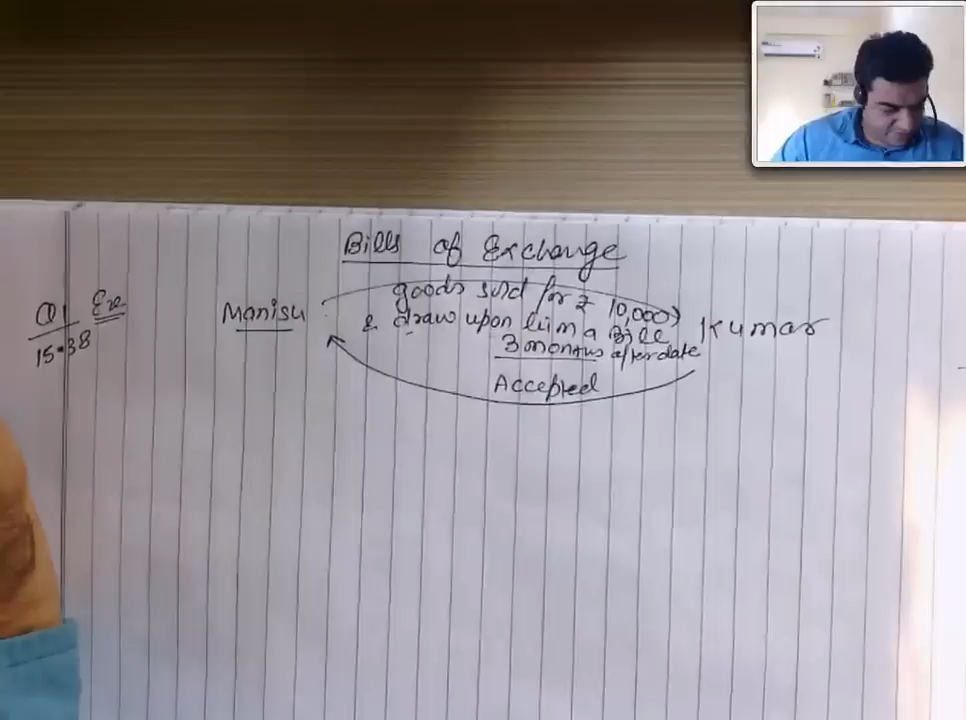 Bills of Exchange
Q1 Exe
15.38
Manish
goods sold for ₹ 10,000
& draw upon him a Bill
3 months after date
Kumar
Accepted